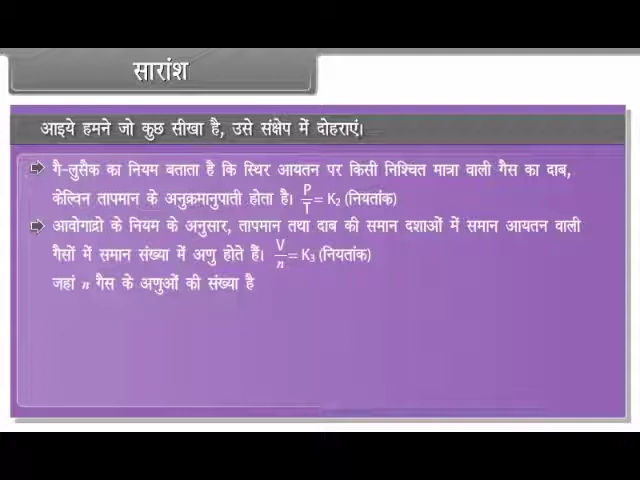 सारांश
आइये हमने जो कुछ सीखा है, उसे संक्षेप में दोहराएं।
गै-लुसैक का नियम बताता है कि स्थिर आयतन पर किसी निश्चित मात्रा वाली गैस का दाब,
केल्विन तापमान के अनुक्रमानुपाती होता है। P/T = K₂ (नियतांक)
आवोगाद्रो के नियम के अनुसार, तापमान तथा दाब की समान दशाओं में समान आयतन वाली
गैसों में समान संख्या में अणु होते हैं। V/n = K₃ (नियतांक)
जहां n गैस के अणुओं की संख्या है